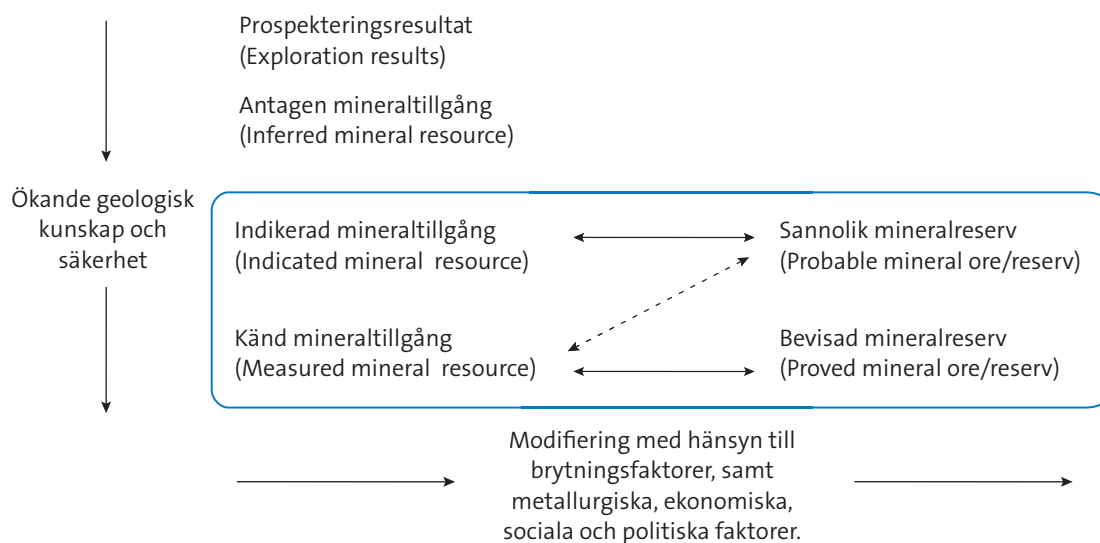 Prospekteringsresultat
(Exploration results)
Antagen mineraltillgång
(Inferred mineral resource)
Ökande geologisk
kunskap och
säkerhet
Indikerad mineraltillgång
(Indicated mineral resource)
Sannolik mineralreserv
(Probable mineral ore/reserv)
Känd mineraltillgång
(Measured mineral resource)
Bevisad mineralreserv
(Proved mineral ore/reserv)
Modifiering med hänsyn till
brytningsfaktorer, samt
metallurgiska, ekonomiska,
sociala och politiska faktorer.